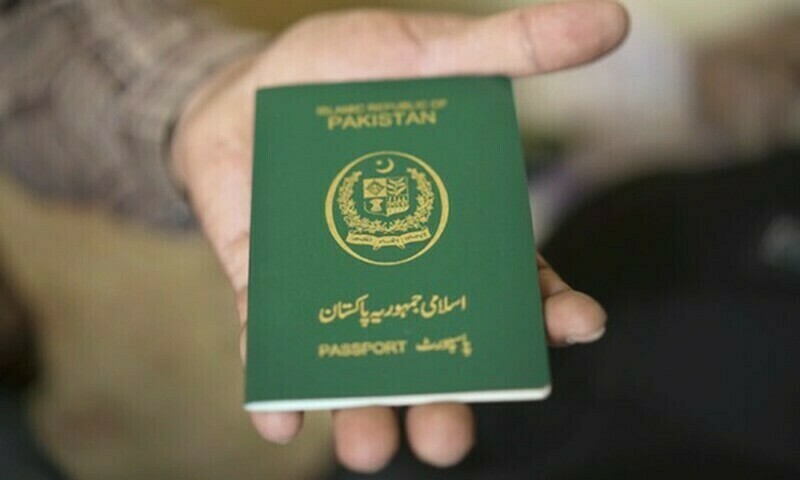 ISLAMIC REPUBLIC OF
PAKISTAN
اسلامی جمہوریہ پاکستان
PASSPORT پاسپورٹ